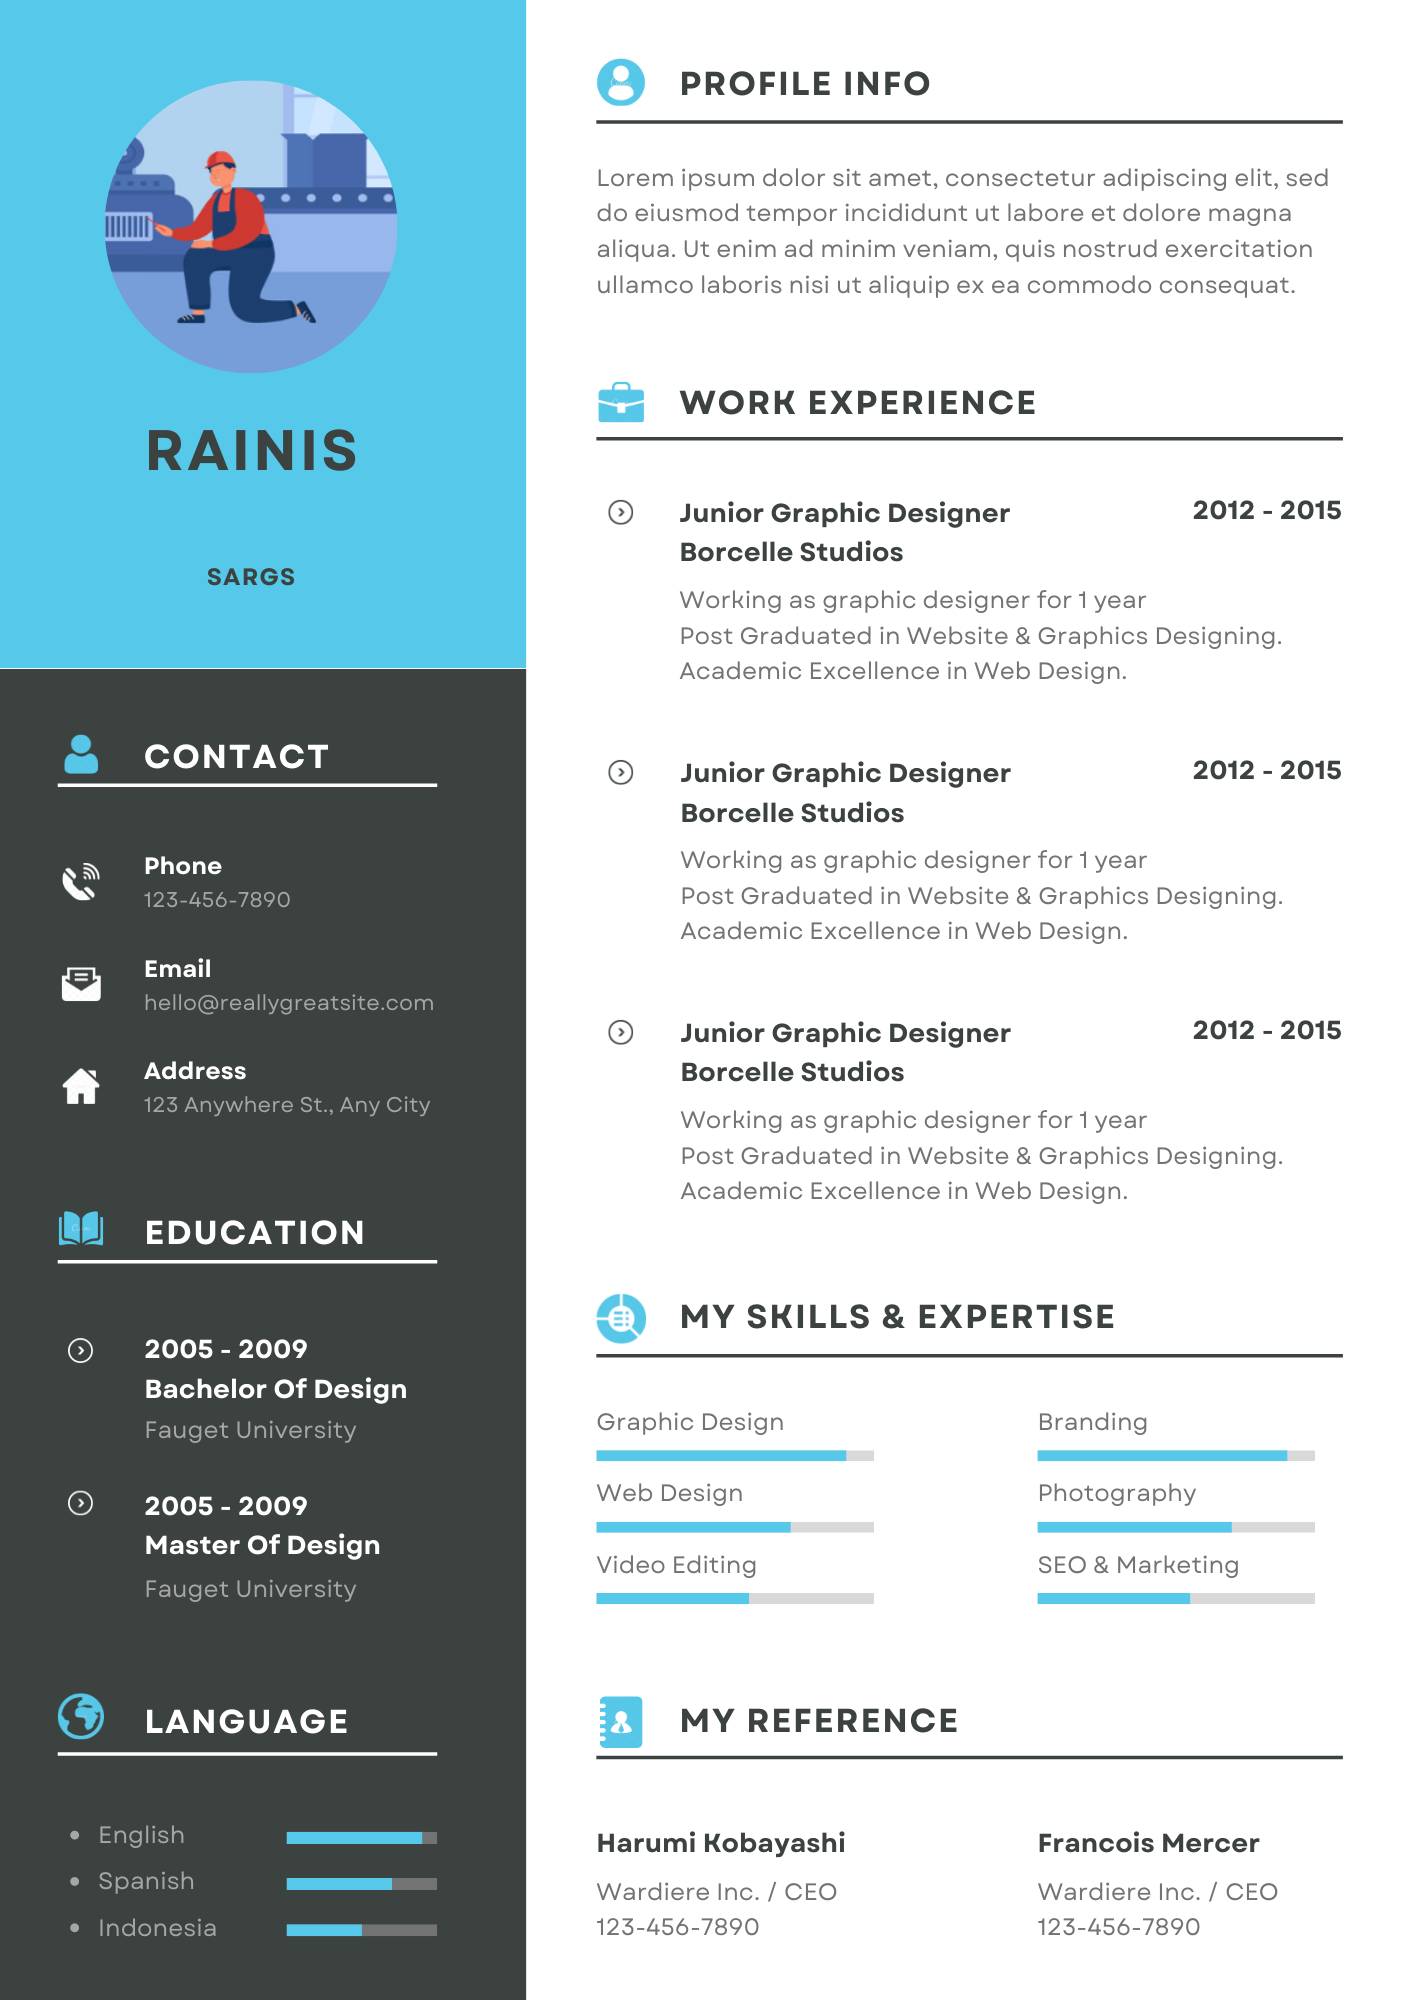 RAINIS
SARGS
CONTACT
Phone
123-456-7890
Email
hello@reallygreatsite.com
Address
123 Anywhere St., Any City
EDUCATION
2005 - 2009
Bachelor Of Design
Fauget University
2005 - 2009
Master Of Design
Fauget University
LANGUAGE
English
Spanish
Indonesia
PROFILE INFO
Lorem ipsum dolor sit amet, consectetur adipiscing elit, sed
do eiusmod tempor incididunt ut labore et dolore magna
aliqua. Ut enim ad minim veniam, quis nostrud exercitation
ullamco laboris nisi ut aliquip ex ea commodo consequat.
WORK EXPERIENCE
Junior Graphic Designer 2012 - 2015
Borcelle Studios
Working as graphic designer for 1 year
Post Graduated in Website & Graphics Designing.
Academic Excellence in Web Design.
Junior Graphic Designer 2012 - 2015
Borcelle Studios
Working as graphic designer for 1 year
Post Graduated in Website & Graphics Designing.
Academic Excellence in Web Design.
Junior Graphic Designer 2012 - 2015
Borcelle Studios
Working as graphic designer for 1 year
Post Graduated in Website & Graphics Designing.
Academic Excellence in Web Design.
MY SKILLS & EXPERTISE
Graphic Design
Web Design
Video Editing
Branding
Photography
SEO & Marketing
MY REFERENCE
Harumi Kobayashi
Wardiere Inc. / CEO
123-456-7890
Francois Mercer
Wardiere Inc. / CEO
123-456-7890